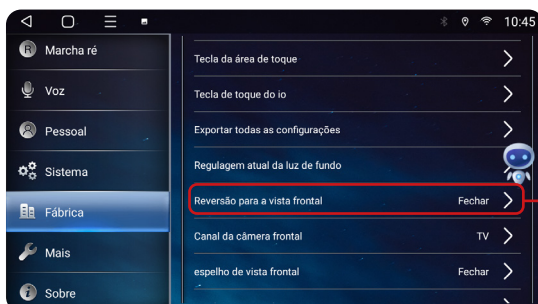 10:45
R Marcha ré
Voz
Pessoal
Sistema
Fábrica
Mais
i Sobre
Tecla da área de toque
Tecla de toque do io
Exportar todas as configurações
Regulagem atual da luz de fundo
Reversão para a vista frontal Fechar
Canal da câmera frontal TV
espelho de vista frontal Fechar